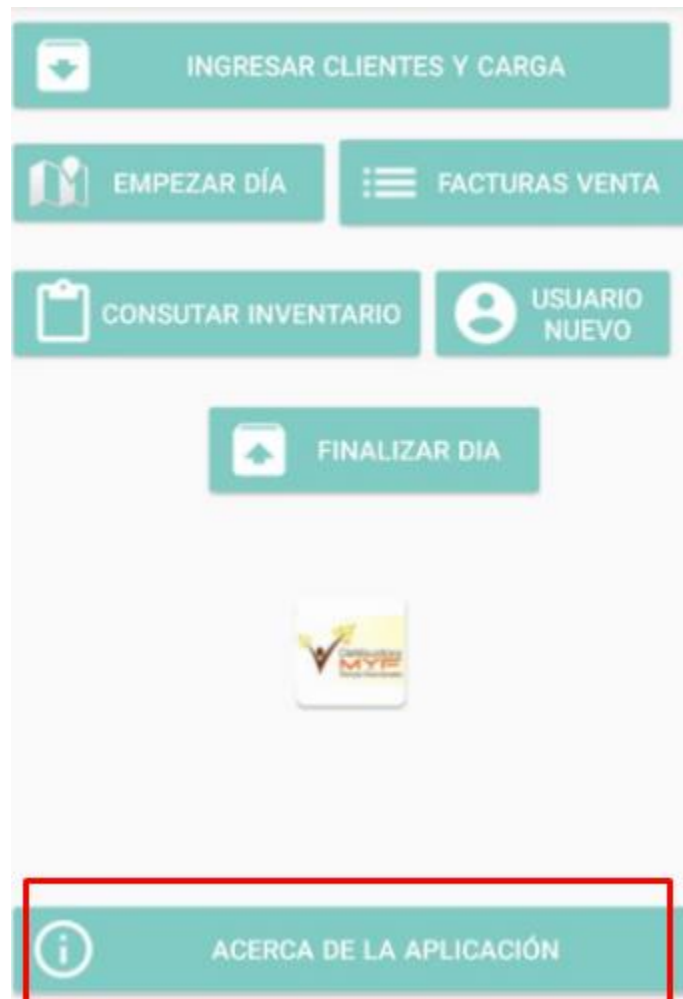 INGRESAR CLIENTES Y CARGA
EMPEZAR DÍA
FACTURAS VENTA
CONSUTAR INVENTARIO
USUARIO
NUEVO
FINALIZAR DIA
MYF
ACERCA DE LA APLICACIÓN